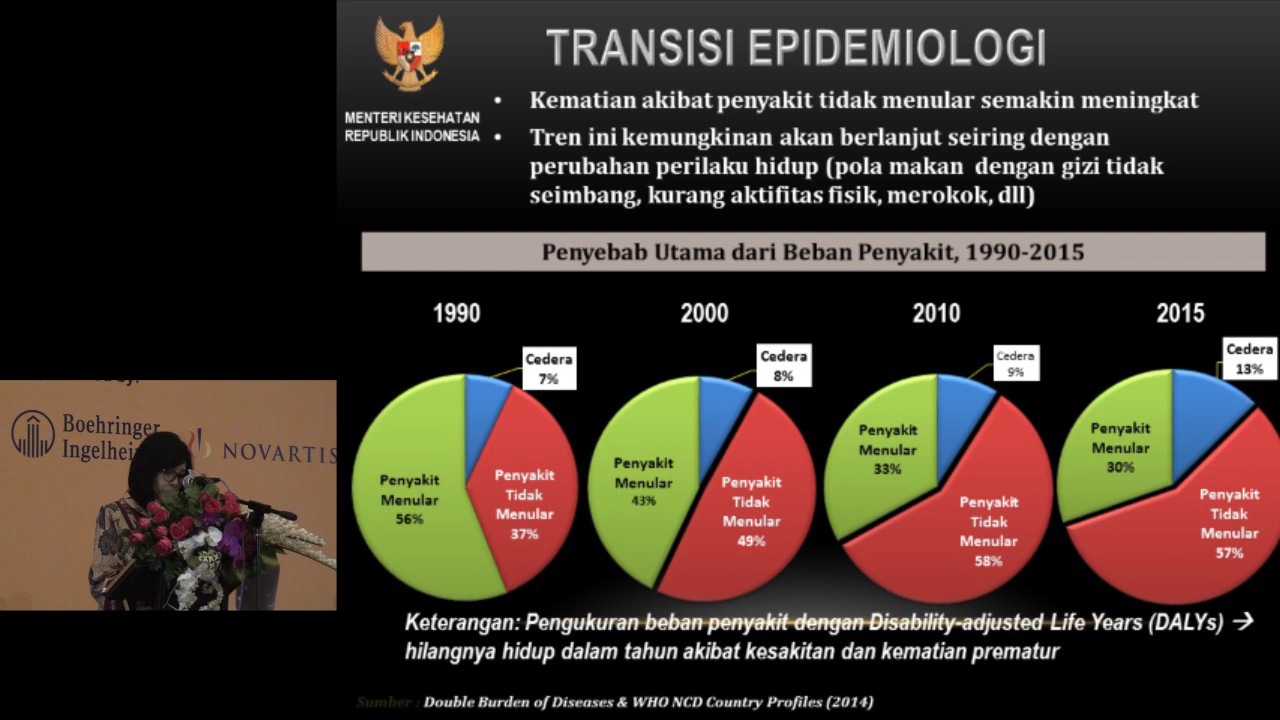 TRANSISI EPIDEMIOLOGI
MENTERI KESEHATAN
REPUBLIK INDONESIA
• Kematian akibat penyakit tidak menular semakin meningkat
• Tren ini kemungkinan akan berlanjut seiring dengan
perubahan perilaku hidup (pola makan dengan gizi tidak
seimbang, kurang aktifitas fisik, merokok, dll)
Penyebab Utama dari Beban Penyakit, 1990-2015
1990
Cedera
7%
Penyakit
Menular
56%
Penyakit
Tidak
Menular
37%
2000
Cedera
8%
Penyakit
Menular
43%
Penyakit
Tidak
Menular
49%
2010
Cedera
9%
Penyakit
Menular
33%
Penyakit
Tidak
Menular
58%
2015
Cedera
13%
Penyakit
Menular
30%
Penyakit
Tidak
Menular
57%
Keterangan: Pengukuran beban penyakit dengan Disability-adjusted Life Years (DALYs) →
hilangnya hidup dalam tahun akibat kesakitan dan kematian prematur
Sumber : Double Burden of Diseases & WHO NCD Country Profiles (2014)
Boehringer
Ingelhei
NOVARTIS